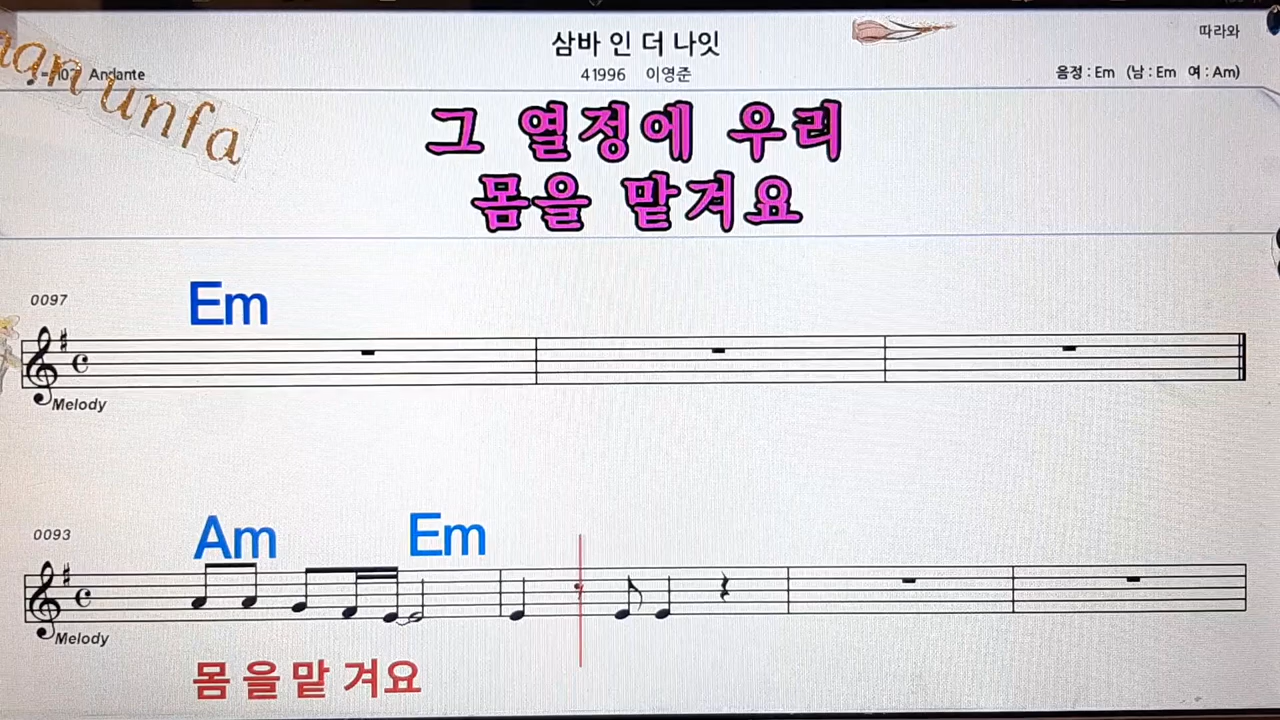 삼바 인 더 나잇
따라와
Andante
41996 이영준
음정 : Em (남 : Em 여 : Am)
unfa
그 열정에 우리
몸을 맡겨요
0097
Em
Melody
0093
Am Em
Melody
몸 을 맡 겨요